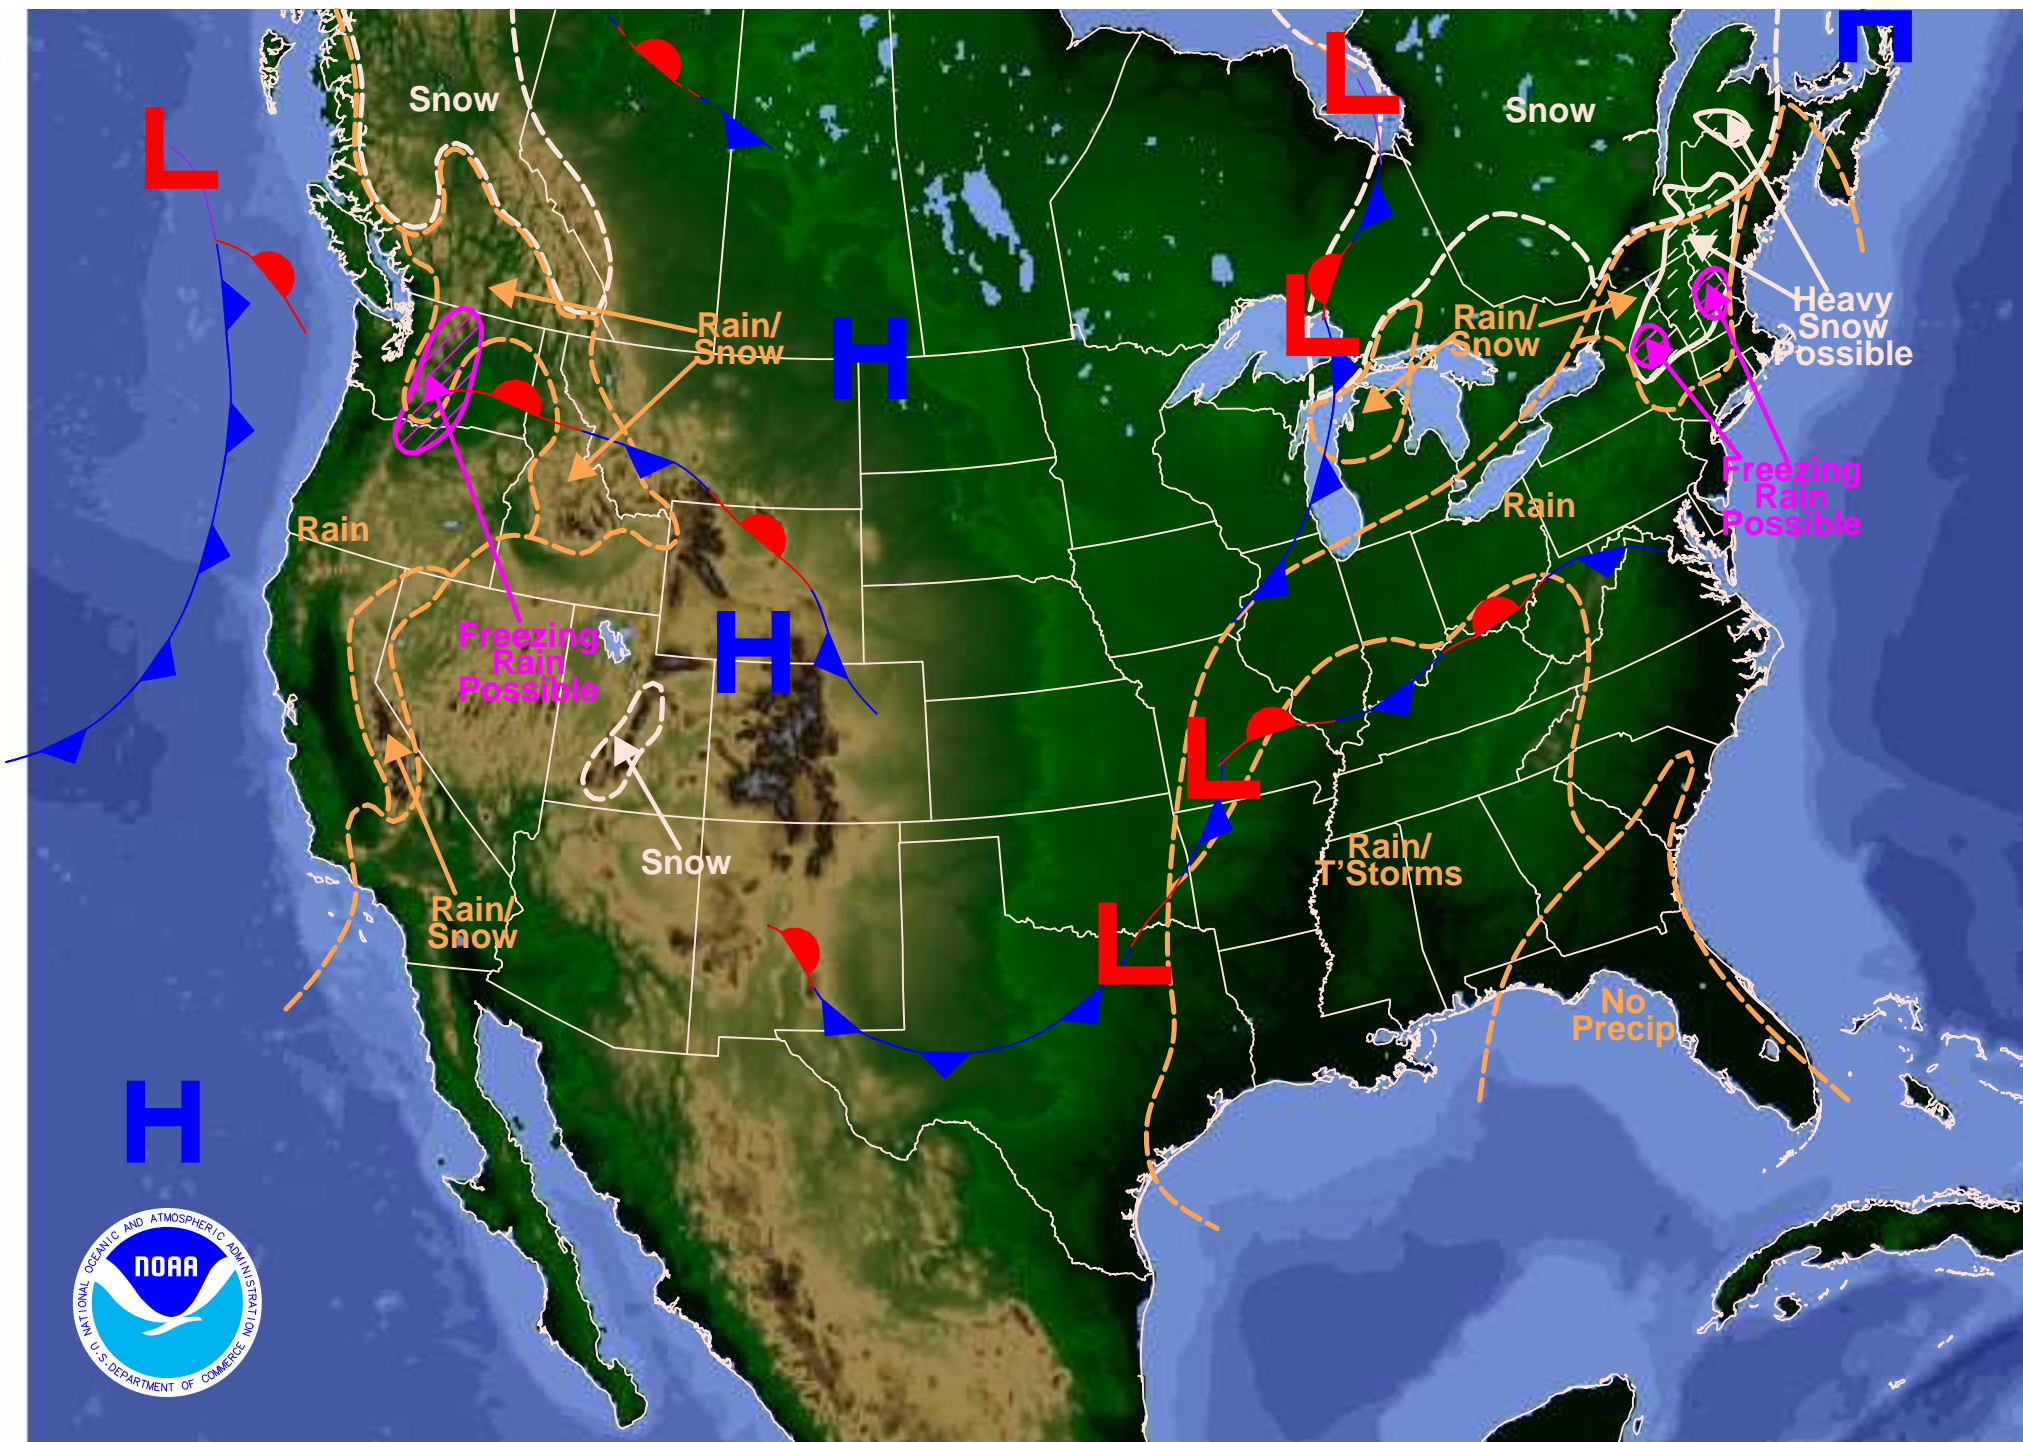 H
L
L
Snow
Snow
Heavy
Snow
Possible
Rain/
Snow
Rain/
Snow
H
L
Freezing
Rain
Possible
Rain
Rain
Freezing
Rain
Possible
H
L
Snow
Rain/
T'Storms
Rain/
Snow
L
No
Precip
H
NATIONAL OCEANIC AND ATMOSPHERIC ADMINISTRATION
NOAA
U.S. DEPARTMENT OF COMMERCE